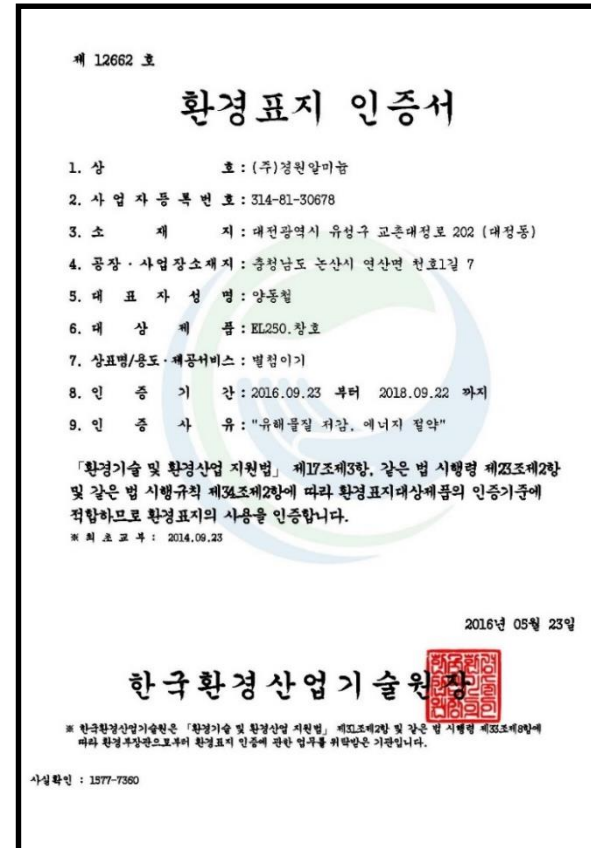 제 12662 호
환경표지 인증서
1. 상 호 : (주)경원알미늄
2. 사 업 자 등 록 번 호 : 314-81-30678
3. 소 재 지 : 대전광역시 유성구 교촌대정로 202 (대정동)
4. 공장 · 사업장소재지 : 충청남도 논산시 연산면 천호1길 7
5. 대 표 자 성 명 : 양동철
6. 대 상 제 품 : EL250.창호
7. 상표명/용도 · 제공서비스 : 별첨이기
8. 인 증 기 간 : 2016.09.23 부터 2018.09.22 까지
9. 인 증 사 유 : "유해물질 저감, 에너지 절약"
「환경기술 및 환경산업 지원법」 제17조제3항, 같은 법 시행령 제23조제2항
및 같은 법 시행규칙 제34조제2항에 따라 환경표지대상제품의 인증기준에
적합하므로 환경표지의 사용을 인증합니다.
※ 최 초 교 부 : 2014.09.23
2016년 05월 23일
한국환경산업기술원장
※ 한국환경산업기술원은 「환경기술 및 환경산업 지원법」 제31조제2항 및 같은 법 시행령 제33조제8항에
따라 환경부장관으로부터 환경표지 인증에 관한 업무를 위탁받은 기관입니다.
사실확인 : 1577-7360